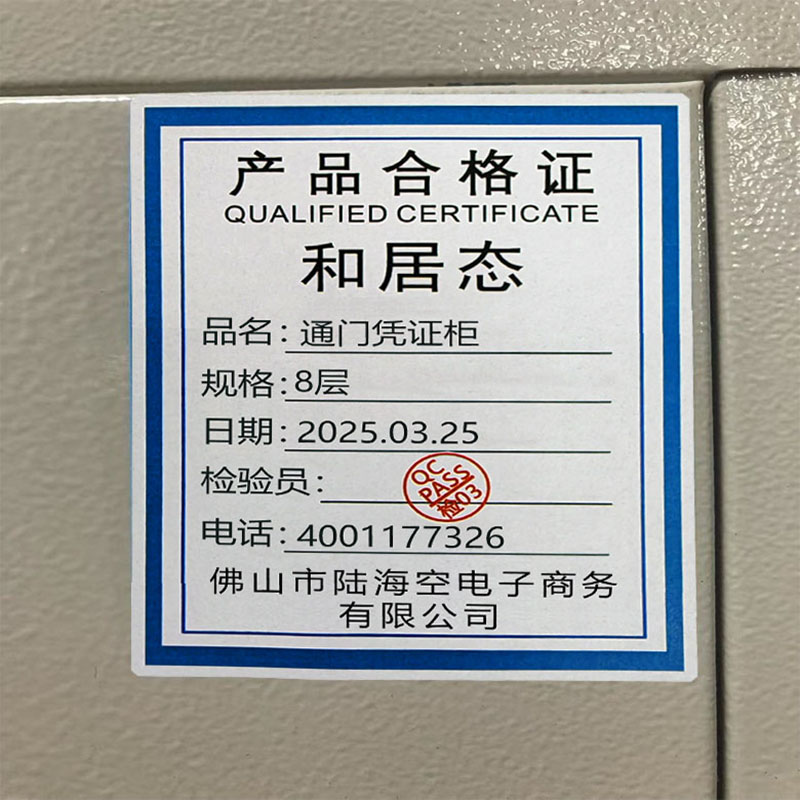 产品合格证
QUALIFIED CERTIFICATE
和居态
品名：通门凭证柜
规格：8层
日期：2025.03.25
检验员：
QC
PASS
检03
电话：4001177326
佛山市陆海空电子商务
有限公司